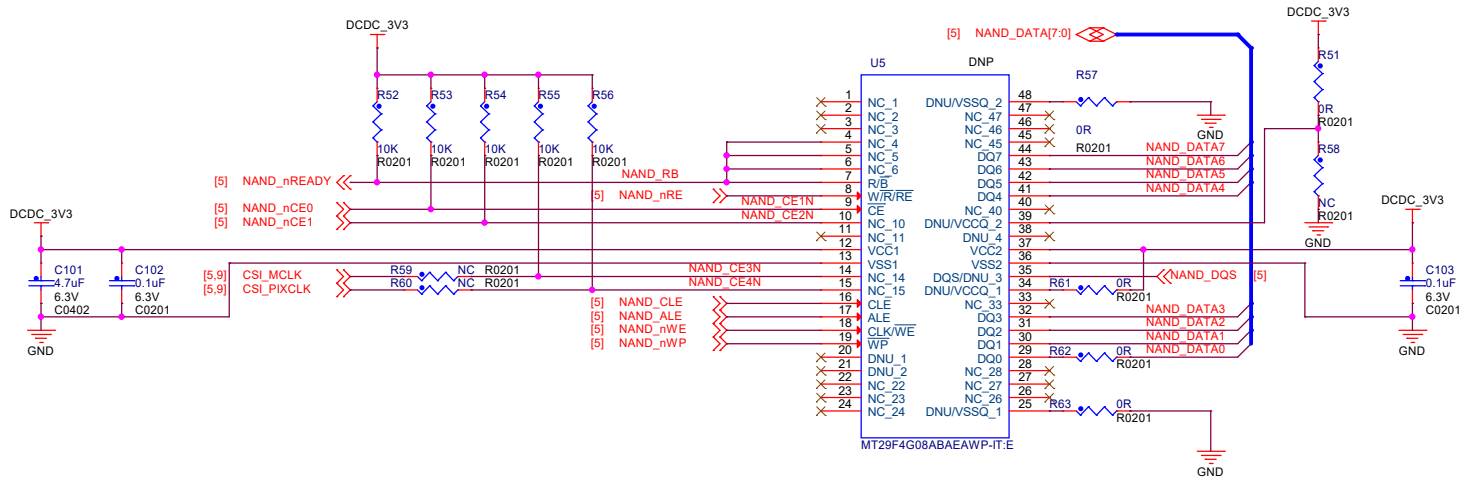 DCDC_3V3
[5] NAND_DATA[7:0]
DCDC_3V3
U5 DNP
R52 R53 R54 R55 R56
10K 10K 10K 10K 10K
R0201 R0201 R0201 R0201 R0201
R57
0R
R0201
GND
R51
0R
R0201
R58
NC
R0201
GND
[5] NAND_nREADY
NAND_RB
[5] NAND_nRE
[5] NAND_nCE0
NAND_CE1N
[5] NAND_nCE1
NAND_CE2N
DCDC_3V3
C101
4.7uF
6.3V
C0402
C102
0.1uF
6.3V
C0201
GND
[5,9] CSI_MCLK
R59 NC R0201
NAND_CE3N
[5,9] CSI_PIXCLK
R60 NC R0201
NAND_CE4N
[5] NAND_CLE
[5] NAND_ALE
[5] NAND_nWE
[5] NAND_nWP
1 NC_1
2 NC_2
3 NC_3
4 NC_4
5 NC_5
6 NC_6
7 R/B
8 W/R/RE
9 CE
10 NC_10
11 NC_11
12 VCC1
13 VSS1
14 NC_14
15 NC_15
16 CLE
17 ALE
18 CLK/WE
19 WP
20 DNU_1
21 DNU_2
22 NC_22
23 NC_23
24 NC_24
DNU/VSSQ_2 48
NC_47 47
NC_46 46
NC_45 45
DQ7 44 NAND_DATA7
DQ6 43 NAND_DATA6
DQ5 42 NAND_DATA5
DQ4 41 NAND_DATA4
NC_40 40
DNU/VCCQ_2 39
DNU_4 38
VCC2 37
VSS2 36
DQS/DNU_3 35 NAND_DQS [5]
DNU/VCCQ_1 34 R61 0R
R0201
NC_33 33
DQ3 32 NAND_DATA3
DQ2 31 NAND_DATA2
DQ1 30 NAND_DATA1
DQ0 29 NAND_DATA0
R62 0R
R0201
NC_28 28
NC_27 27
NC_26 26
DNU/VSSQ_1 25 R63 0R
R0201
GND
MT29F4G08ABAEAWP-IT:E
DCDC_3V3
C103
0.1uF
6.3V
C0201
GND